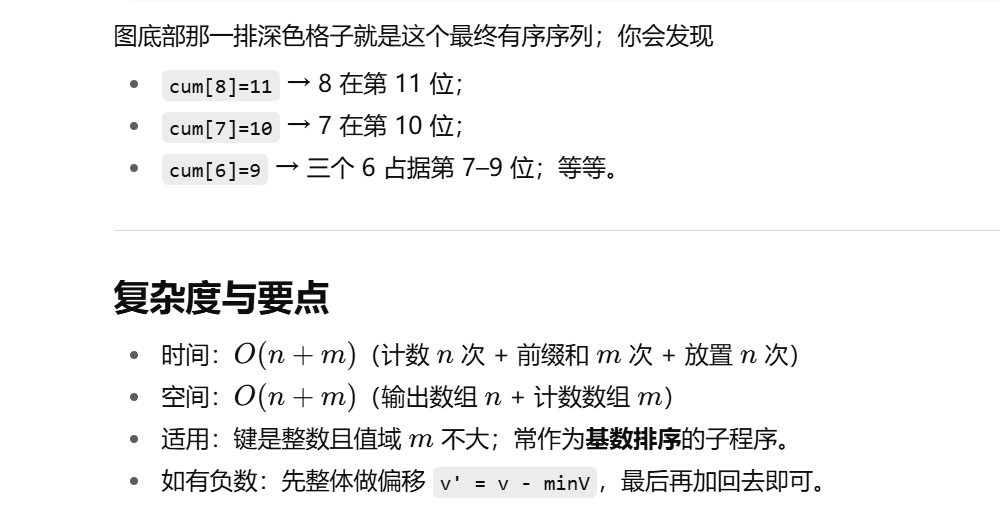 图底部那一排深色格子就是这个最终有序序列；你会发现
• cum[8]=11 → 8 在第 11 位；
• cum[7]=10 → 7 在第 10 位；
• cum[6]=9 → 三个 6 占据第 7–9 位；等等。
复杂度与要点
• 时间：O(n + m)（计数 n 次 + 前缀和 m 次 + 放置 n 次）
• 空间：O(n + m)（输出数组 n + 计数数组 m）
• 适用：键是整数且值域 m 不大；常作为基数排序的子程序。
• 如有负数：先整体做偏移 v' = v - minV，最后再加回去即可。